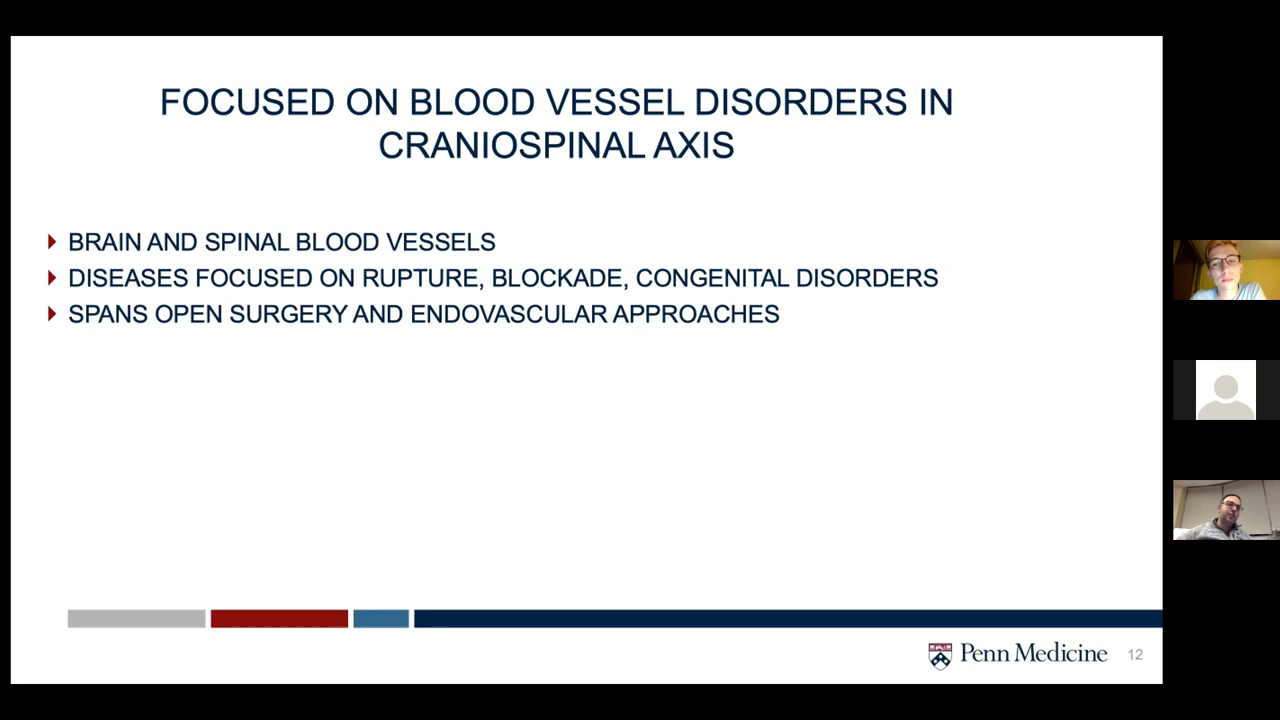 FOCUSED ON BLOOD VESSEL DISORDERS IN
CRANIOSPINAL AXIS
BRAIN AND SPINAL BLOOD VESSELS
DISEASES FOCUSED ON RUPTURE, BLOCKADE, CONGENITAL DISORDERS
SPANS OPEN SURGERY AND ENDOVASCULAR APPROACHES
Penn Medicine 12